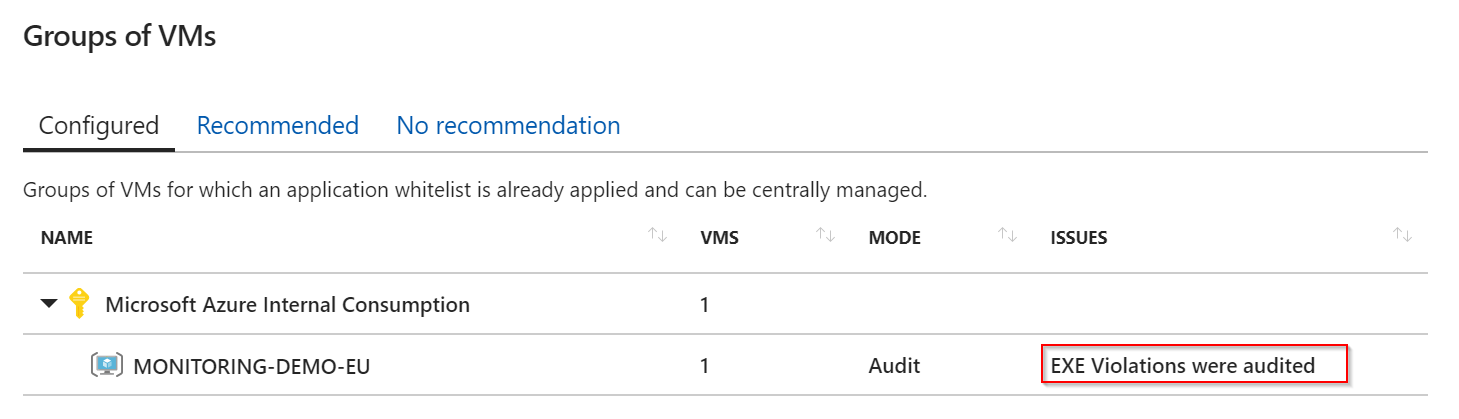 Groups of VMs
Configured Recommended No recommendation
Groups of VMs for which an application whitelist is already applied and can be centrally managed.
NAME VMS MODE ISSUES
Microsoft Azure Internal Consumption 1
MONITORING-DEMO-EU 1 Audit EXE Violations were audited